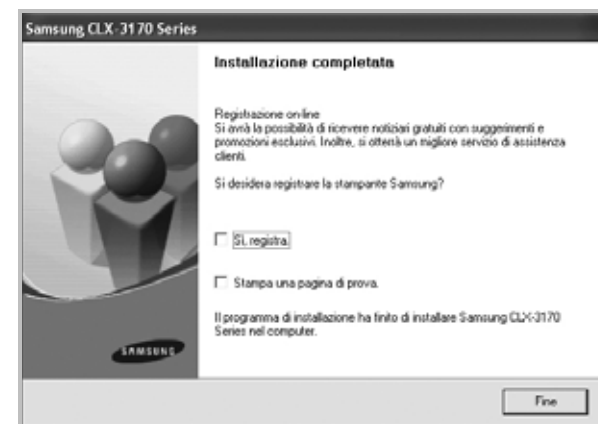 Samsung CLX-3170 Series
Installazione completata
Registrazione on-line
Si avrà la possibilità di ricevere notiziari gratuiti con suggerimenti e
promozioni esclusivi. Inoltre, si otterrà un migliore servizio di assistenza
clienti.
Si desidera registrare la stampante Samsung?
Sì, registra.
Stampa una pagina di prova.
Il programma di installazione ha finito di installare Samsung CLX-3170
Series nel computer.
SAMSUNG
Fine